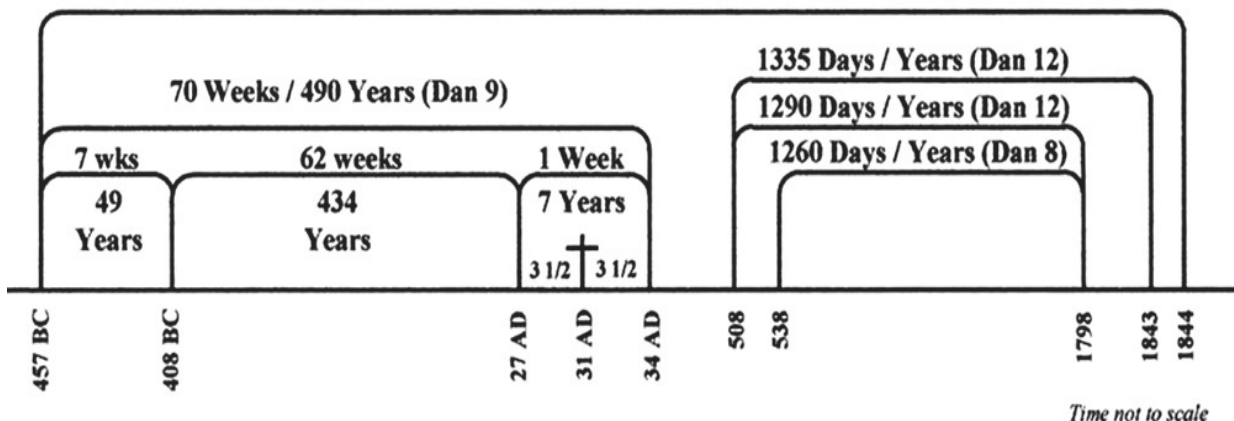 1335 Days / Years (Dan 12)
70 Weeks / 490 Years (Dan 9)
1290 Days / Years (Dan 12)
7 wks
62 weeks
1 Week
1260 Days / Years (Dan 8)
49
Years
434
Years
7 Years
3 1/2
3 1/2
457 BC
408 BC
27 AD
31 AD
34 AD
508
538
1798
1843
1844
Time not to scale